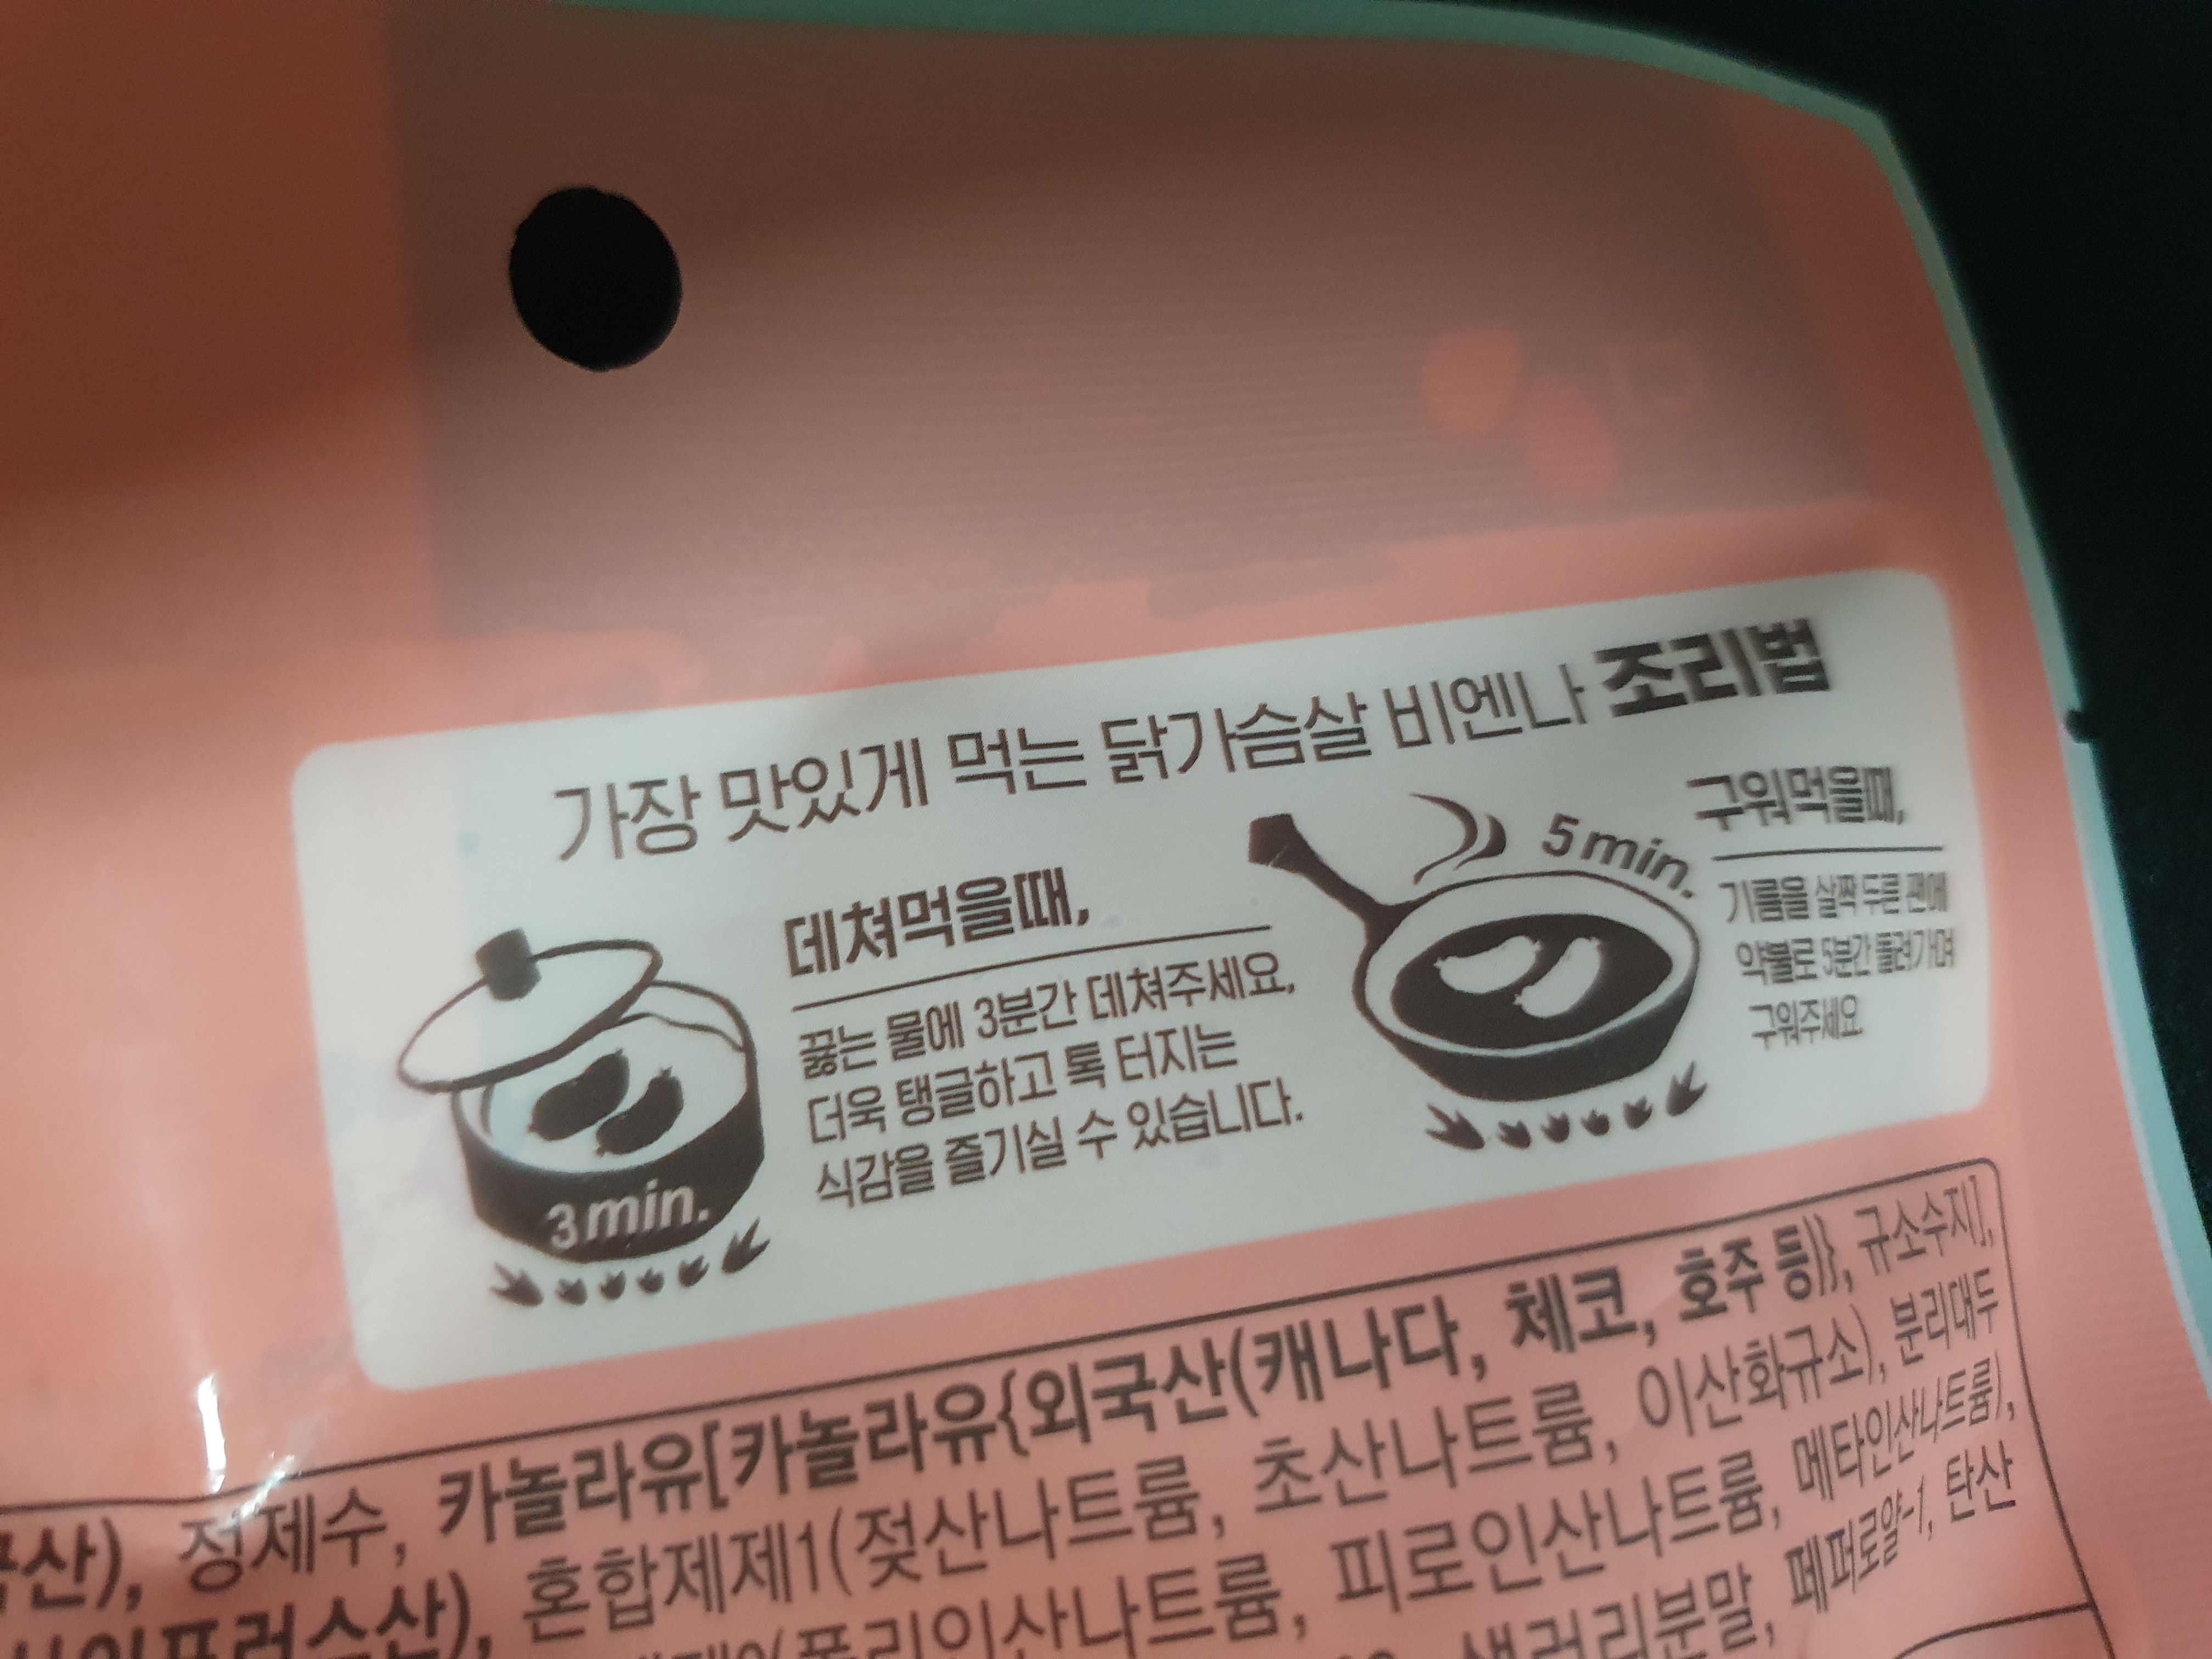 가장 맛있게 먹는 닭가슴살 비엔나 조리법
데쳐먹을때,
끓는 물에 3분간 데쳐주세요,
더욱 탱글하고 톡 터지는
식감을 즐기실 수 있습니다.
3min.
5min.
구워먹을때,
기름을 살짝 두른 팬에
약불로 5분간 돌려가며
구워주세요.
산), 정제수, 카놀라유[카놀라유{외국산(캐나다, 체코, 호주 등)}, 규소수지],
혼합제제1(젖산나트륨, 초산나트륨, 이산화규소), 분리대두
피로인산나트륨, 메타인산나트륨),
샐러리분말, 페퍼로얄-1, 탄산